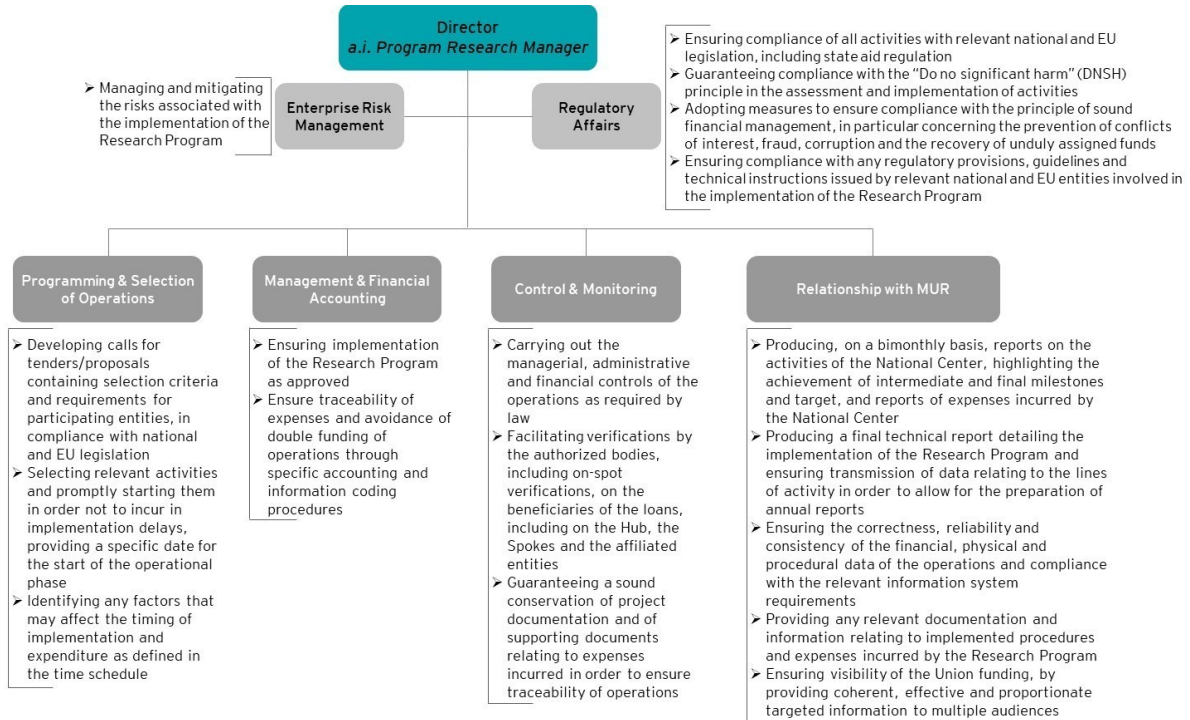 Director
a.i. Program Research Manager
➢ Managing and mitigating
the risks associated with
the implementation of the
Research Program
Enterprise Risk
Management
Regulatory
Affairs
➢ Ensuring compliance of all activities with relevant national and EU
legislation, including state aid regulation
➢ Guaranteeing compliance with the “Do no significant harm” (DNSH)
principle in the assessment and implementation of activities
➢ Adopting measures to ensure compliance with the principle of sound
financial management, in particular concerning the prevention of conflicts
of interest, fraud, corruption and the recovery of unduly assigned funds
➢ Ensuring compliance with any regulatory provisions, guidelines and
technical instructions issued by relevant national and EU entities involved in
the implementation of the Research Program
Programming & Selection
of Operations
➢ Developing calls for
tenders/proposals
containing selection criteria
and requirements for
participating entities, in
compliance with national
and EU legislation
➢ Selecting relevant activities
and promptly starting them
in order not to incur in
implementation delays,
providing a specific date for
the start of the operational
phase
➢ Identifying any factors that
may affect the timing of
implementation and
expenditure as defined in
the time schedule
Management & Financial
Accounting
➢ Ensuring implementation
of the Research Program
as approved
➢ Ensure traceability of
expenses and avoidance of
double funding of
operations through
specific accounting and
information coding
procedures
Control & Monitoring
➢ Carrying out the
managerial, administrative
and financial controls of the
operations as required by
law
➢ Facilitating verifications by
the authorized bodies,
including on-spot
verifications, on the
beneficiaries of the loans,
including on the Hub, the
Spokes and the affiliated
entities
➢ Guaranteeing a sound
conservation of project
documentation and of
supporting documents
relating to expenses
incurred in order to ensure
traceability of operations
Relationship with MUR
➢ Producing, on a bimonthly basis, reports on the
activities of the National Center, highlighting the
achievement of intermediate and final milestones
and target, and reports of expenses incurred by
the National Center
➢ Producing a final technical report detailing the
implementation of the Research Program and
ensuring transmission of data relating to the lines
of activity in order to allow for the preparation of
annual reports
➢ Ensuring the correctness, reliability and
consistency of the financial, physical and
procedural data of the operations and compliance
with the relevant information system
requirements
➢ Providing any relevant documentation and
information relating to implemented procedures
and expenses incurred by the Research Program
➢ Ensuring visibility of the Union funding, by
providing coherent, effective and proportionate
targeted information to multiple audiences